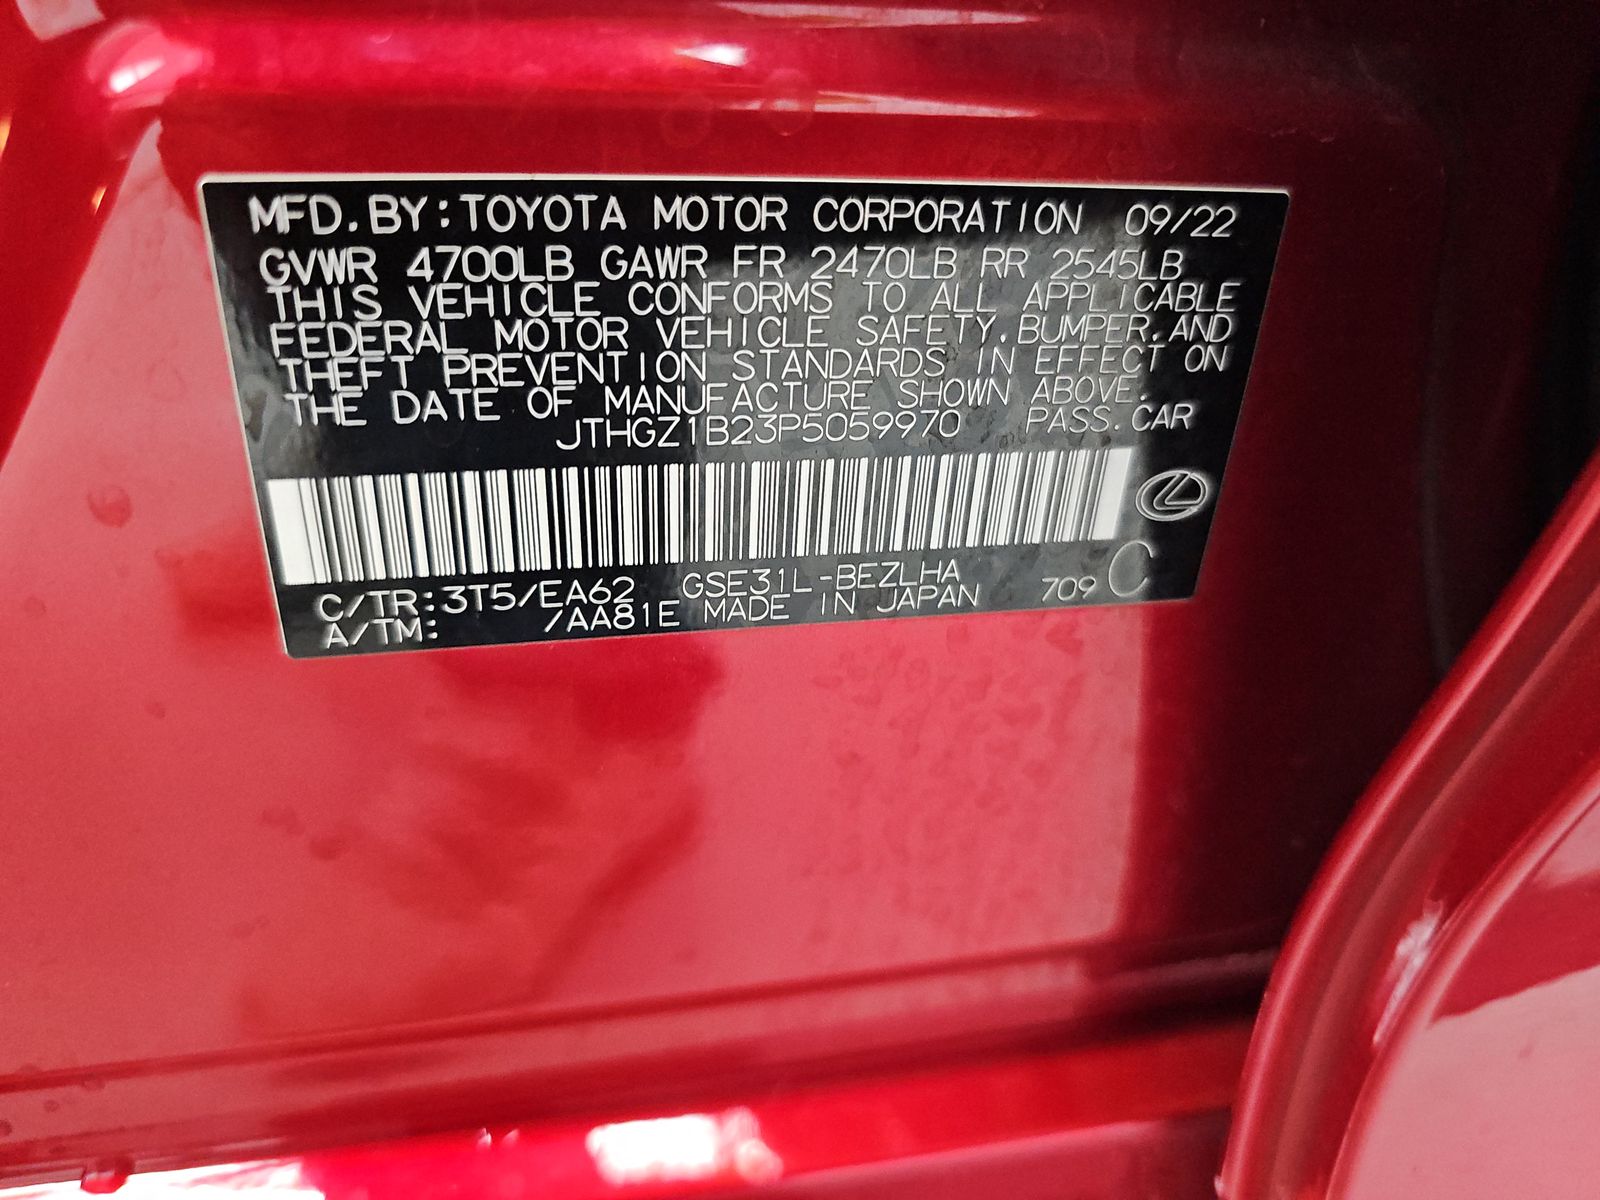 MFD.BY:TOYOTA MOTOR CORPORATION 09/22
GVWR 4700LB GAWR FR 2470LB RR 2545LB
THIS VEHICLE CONFORMS TO ALL APPLICABLE
FEDERAL MOTOR VEHICLE SAFETY,BUMPER,AND
THEFT PREVENTION STANDARDS IN EFFECT ON
THE DATE OF MANUFACTURE SHOWN ABOVE.
JTHGZ1B23P5059970 PASS.CAR
C/TR:3T5/EA62 GSE31L-BEZLHA
A/TM: /AA81E MADE IN JAPAN 709 C